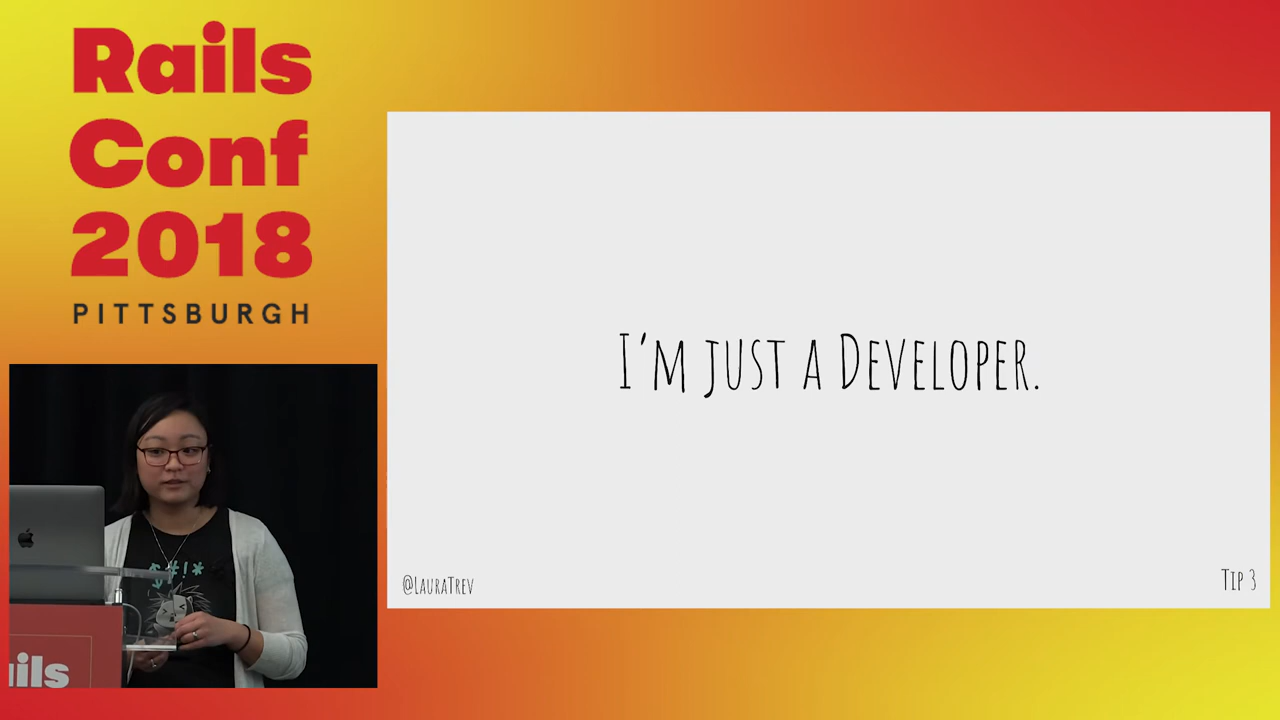 Rails
Conf
2018
PITTSBURGH
I'm just a Developer.
@LauraTrev
Tip 3
$#!*
ils